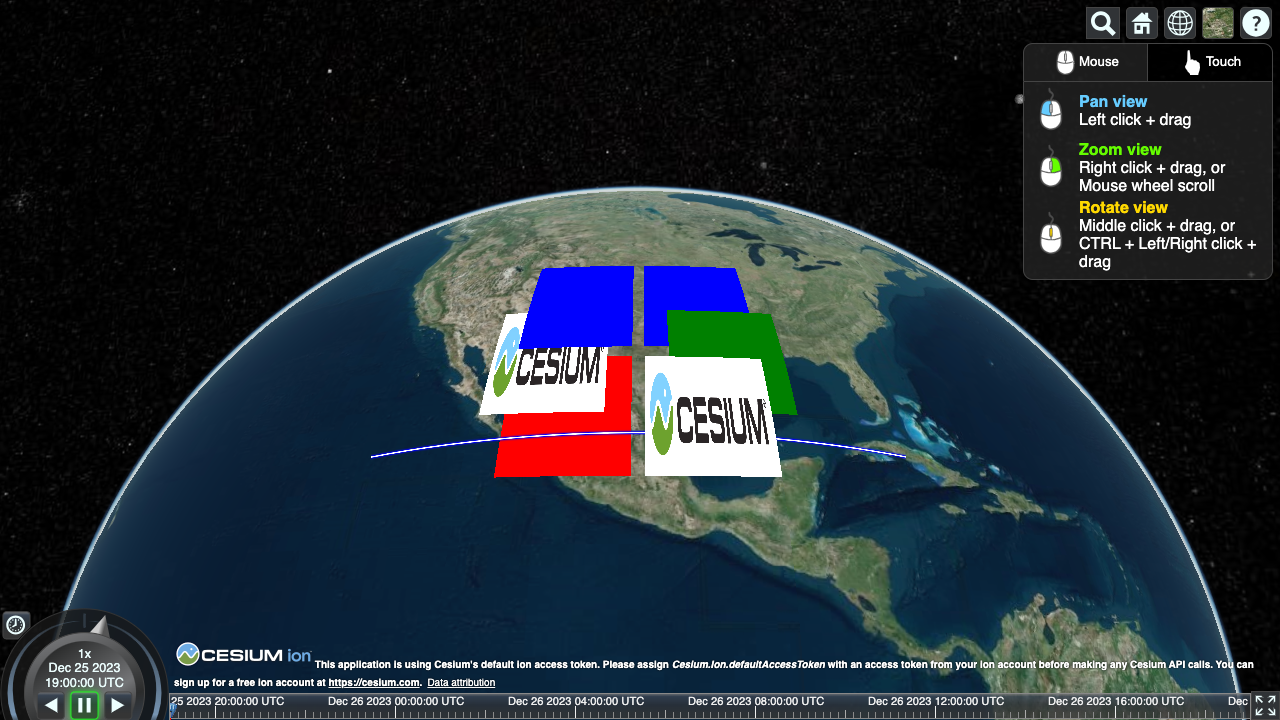 Mouse
Touch
Pan view
Left click + drag
Zoom view
Right click + drag, or
Mouse wheel scroll
Rotate view
Middle click + drag, or
CTRL + Left/Right click +
drag
CESIUM
CESIUM
1x
Dec 25 2023
19:00:00 UTC
CESIUM ion
This application is using Cesium's default ion access token. Please assign Cesium.Ion.defaultAccessToken with an access token from your ion account before making any Cesium API calls. You can
sign up for a free ion account at https://cesium.com. Data attribution
25 2023 20:00:00 UTC Dec 26 2023 00:00:00 UTC Dec 26 2023 04:00:00 UTC Dec 26 2023 08:00:00 UTC Dec 26 2023 12:00:00 UTC Dec 26 2023 16:00:00 UTC Dec